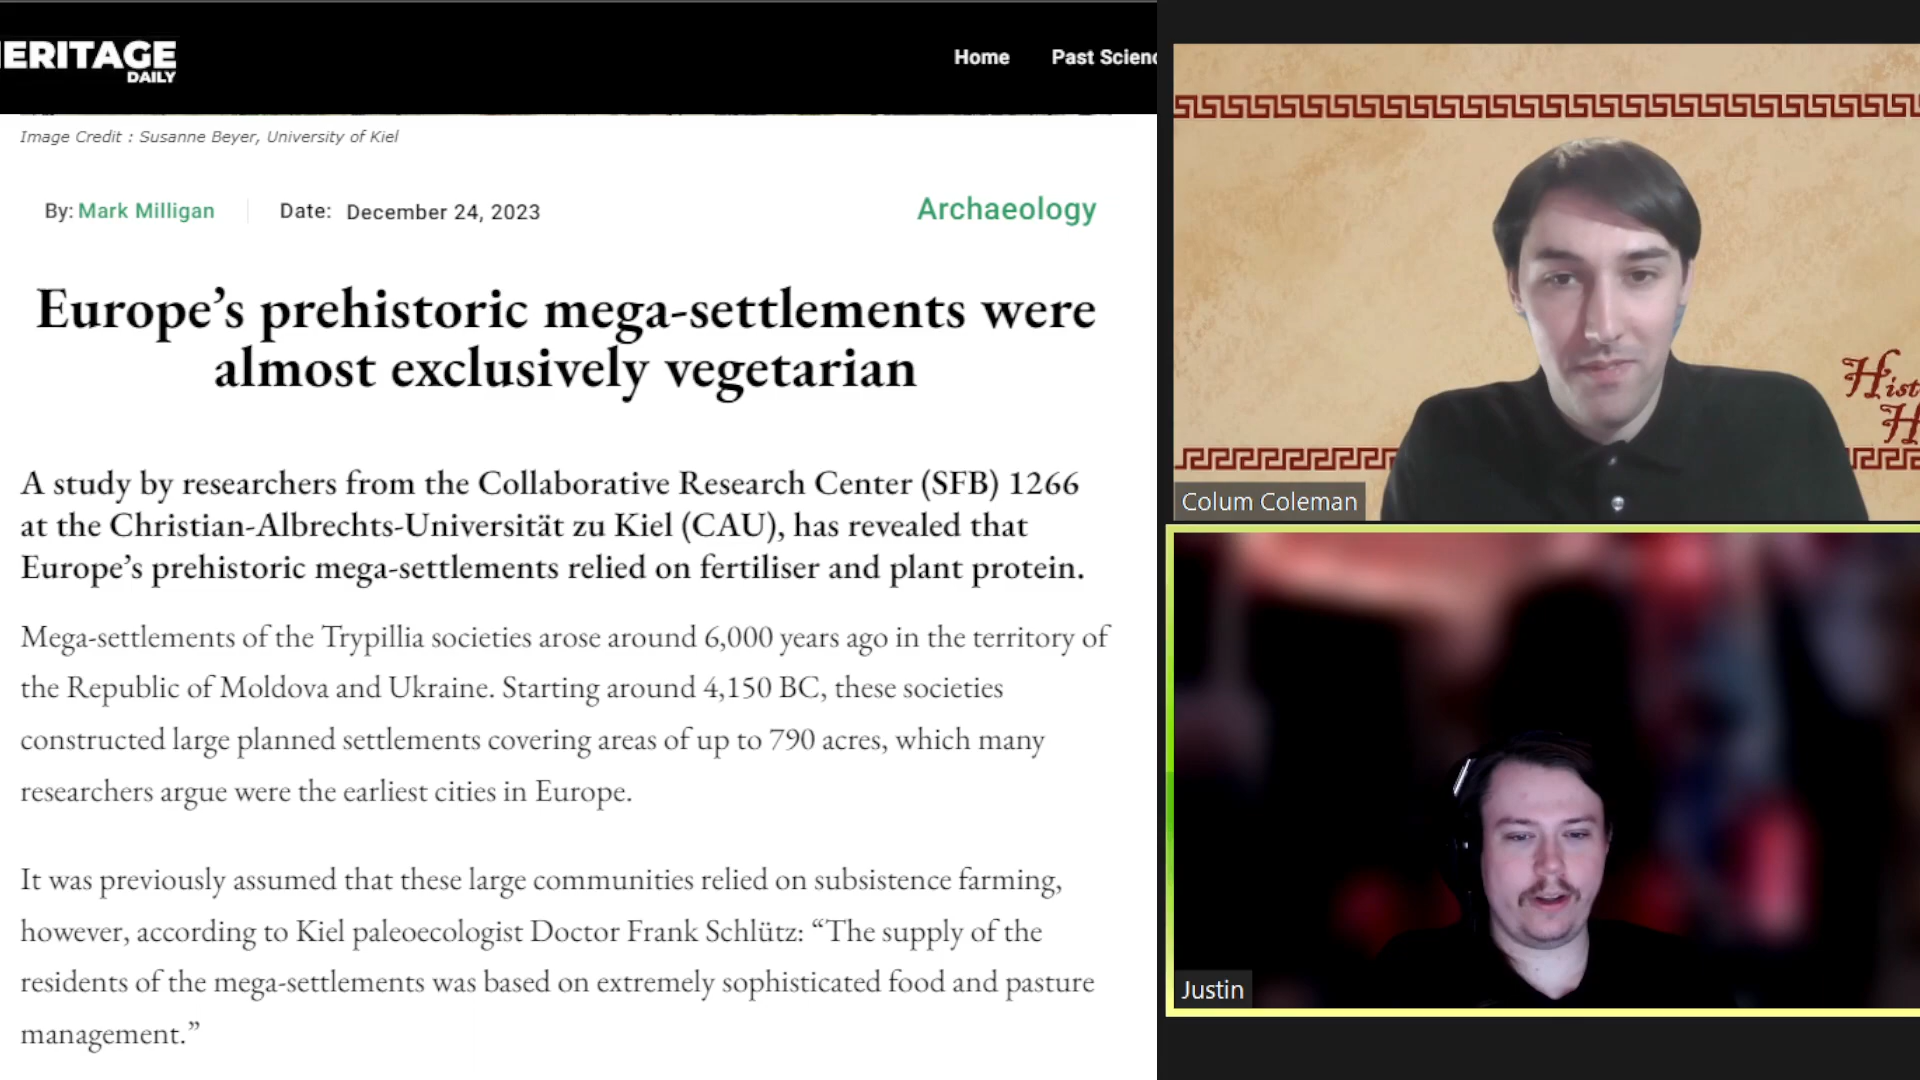 HERITAGE
DAILY
Home Past Scienc
Image Credit : Susanne Beyer, University of Kiel
By: Mark Milligan Date: December 24, 2023 Archaeology
Europe’s prehistoric mega-settlements were
almost exclusively vegetarian
A study by researchers from the Collaborative Research Center (SFB) 1266
at the Christian-Albrechts-Universität zu Kiel (CAU), has revealed that
Europe’s prehistoric mega-settlements relied on fertiliser and plant protein.
Mega-settlements of the Trypillia societies arose around 6,000 years ago in the territory of
the Republic of Moldova and Ukraine. Starting around 4,150 BC, these societies
constructed large planned settlements covering areas of up to 790 acres, which many
researchers argue were the earliest cities in Europe.
It was previously assumed that these large communities relied on subsistence farming,
however, according to Kiel paleoecologist Doctor Frank Schlütz: “The supply of the
residents of the mega-settlements was based on extremely sophisticated food and pasture
management.”
Hist
H
Colum Coleman
Justin